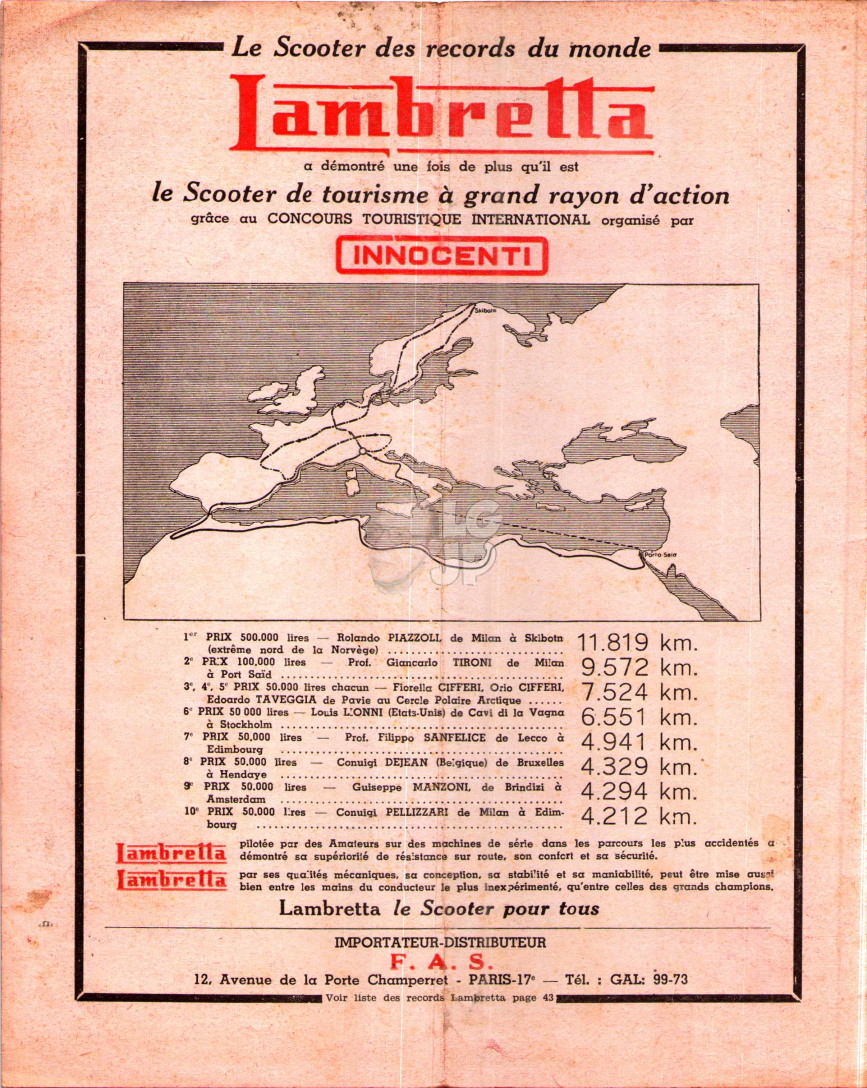 Le Scooter des records du monde
Lambretta
a démontré une fois de plus qu'il est
le Scooter de tourisme à grand rayon d'action
grâce au CONCOURS TOURISTIQUE INTERNATIONAL organisé par
INNOCENTI
Skibotn
Porto Said
LG
JP
1er PRIX 500.000 lires — Rolando PIAZZOLI, de Milan à Skibotn
(extrême nord de la Norvège) .......................... 11.819 km.
2e PRIX 100,000 lires — Prof. Giancarlo TIRONI de Milan
à Port Saïd .......................... 9.572 km.
3e, 4e, 5e PRIX 50.000 lires chacun — Fiorella CIFFERI, Orio CIFFERI,
Edoardo TAVEGGIA de Pavie au Cercle Polaire Arctique ...... 7.524 km.
6e PRIX 50 000 lires — Louis LIONNI (Etats-Unis) de Cavi di la Vagna
à Stockholm .......................... 6.551 km.
7e PRIX 50,000 lires — Prof. Filippo SANFELICE de Lecco à
Edimbourg .......................... 4.941 km.
8e PRIX 50,000 lires — Conuigi DEJEAN (Belgique) de Bruxelles
à Hendaye .......................... 4.329 km.
9e PRIX 50.000 lires — Guiseppe MANZONI, de Brindizi à
Amsterdam .......................... 4.294 km.
10e PRIX 50,000 lires — Conuigi PELLIZZARI de Milan à Edim-
bourg .......................... 4.212 km.
Lambretta pilotée par des Amateurs sur des machines de série dans les parcours les plus accidentés a
démontré sa supériorité de résistance sur route, son confort et sa sécurité.
Lambretta par ses qualités mécaniques, sa conception, sa stabilité et sa maniabilité, peut être mise aussi
bien entre les mains du conducteur le plus inexpérimenté, qu'entre celles des grands champions.
Lambretta le Scooter pour tous
IMPORTATEUR-DISTRIBUTEUR
F. A. S.
12, Avenue de la Porte Champerret - PARIS-17e — Tél. : GAL: 99-73
Voir liste des records Lambretta page 43